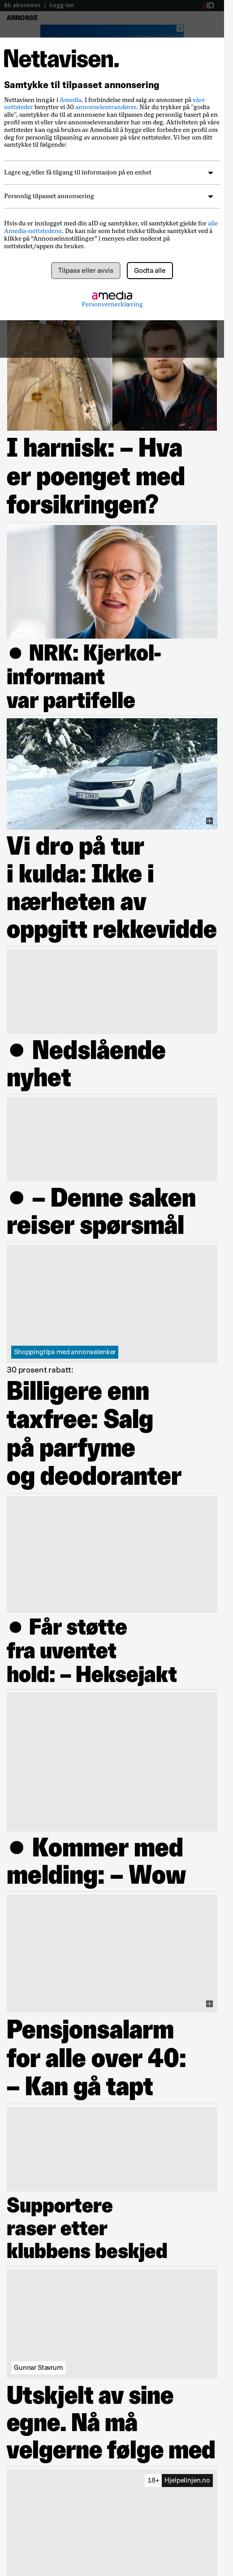 Bli abonnent | Logg inn
aID
ANNONSE
Nettavisen.
Samtykke til tilpasset annonsering
Nettavisen inngår i Amedia. I forbindelse med salg av annonser på våre
nettsteder benytter vi 30 annonseleverandører. Når du trykker på "godta
alle", samtykker du til at annonsene kan tilpasses deg personlig basert på en
profil med en eller våre annonseleverandører har om deg. Aktiviteten på våre
nettsteder kan også brukes av Amedia til å bygge eller forbedre en profil om
deg for personlig tilpasning av annonser på våre nettsteder. Vi ber om ditt
samtykke til følgende:
Lagre og/eller få tilgang til informasjon på en enhet
Personlig tilpasset annonsering
Hvis du er innlogget med din aID og samtykker, vil samtykket gjelde for alle
Amedia-nettstedene. Du kan når som helst trekke tilbake samtykket ved å
klikke på “Annonseinnstillinger” i menyen eller nederst på
nettstedet/appen du bruker.
Tilpass eller avvis
Godta alle
amedia
Personvernerklæring
I harnisk: – Hva
er poenget med
forsikringen?
● NRK: Kjerkol-
informant
var partifelle
Vi dro på tur
i kulda: Ikke i
nærheten av
oppgitt rekkevidde
● Nedslående
nyhet
● – Denne saken
reiser spørsmål
Shoppingtips med annonselenker
30 prosent rabatt:
Billigere enn
taxfree: Salg
på parfyme
og deodoranter
● Får støtte
fra uventet
hold: – Heksejakt
● Kommer med
melding: – Wow
Pensjonsalarm
for alle over 40:
– Kan gå tapt
Supportere
raser etter
klubbens beskjed
Gunnar Stavrum
Utskjelt av sine
egne. Nå må
velgerne følge med
18+ Hjelpelinjen.no